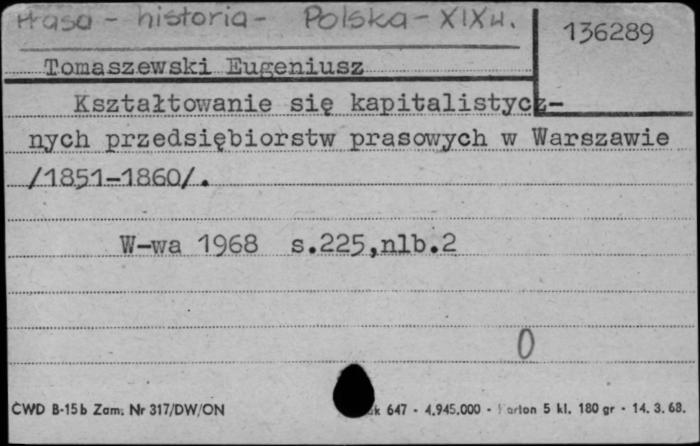 Prasa - historia - Polska - XIX w.
136289
Tomaszewski Eugeniusz
Kształtowanie się kapitalistycz-
nych przedsiębiorstw prasowych w Warszawie
/1851-1860/.
W-wa 1968 s.225,nlb.2
0
CWD B-15b Zam. Nr 317/DW/ON
647 - 4.945.000 - Karton 5 kl. 180 gr - 14. 3. 68.